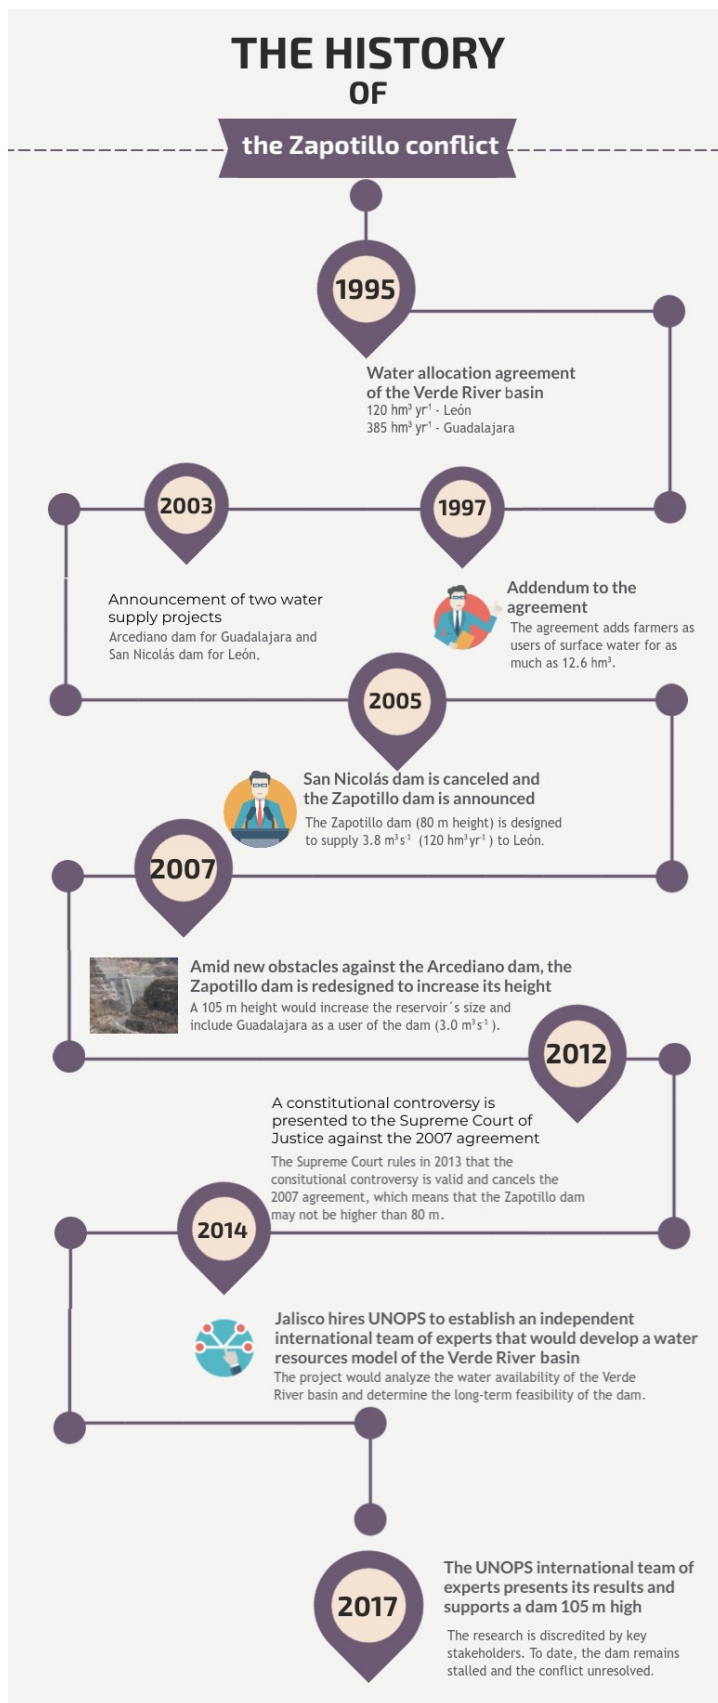 THE HISTORY
OF
the Zapotillo conflict
1995
Water allocation agreement
of the Verde River basin
120 hm³ yr⁻¹ - León
385 hm³ yr⁻¹ - Guadalajara
1997
Addendum to the
agreement
The agreement adds farmers as
users of surface water for as
much as 12.6 hm³.
2003
Announcement of two water
supply projects
Arcediano dam for Guadalajara and
San Nicolás dam for León.
2005
San Nicolás dam is canceled and
the Zapotillo dam is announced
The Zapotillo dam (80 m height) is designed
to supply 3.8 m³s⁻¹ (120 hm³yr⁻¹ ) to León.
2007
Amid new obstacles against the Arcediano dam, the
Zapotillo dam is redesigned to increase its height
A 105 m height would increase the reservoir´s size and
include Guadalajara as a user of the dam (3.0 m³s⁻¹ ).
2012
A constitutional controversy is
presented to the Supreme Court of
Justice against the 2007 agreement
The Supreme Court rules in 2013 that the
consitutional controversy is valid and cancels the
2007 agreement, which means that the Zapotillo dam
may not be higher than 80 m.
2014
Jalisco hires UNOPS to establish an independent
international team of experts that would develop a water
resources model of the Verde River basin
The project would analyze the water availability of the Verde
River basin and determine the long-term feasibility of the dam.
2017
The UNOPS international team of
experts presents its results and
supports a dam 105 m high
The research is discredited by key
stakeholders. To date, the dam remains
stalled and the conflict unresolved.